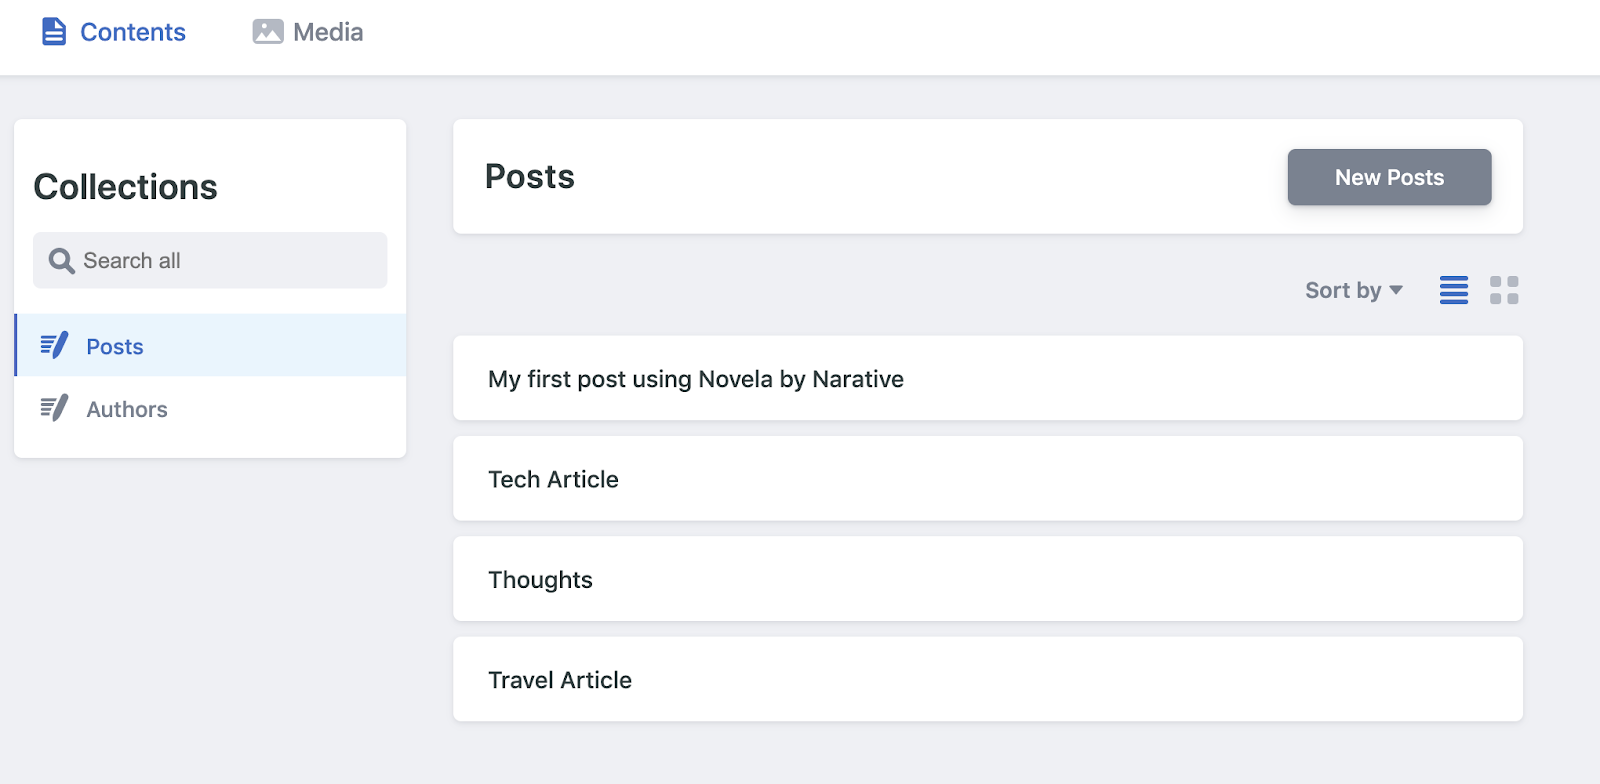 Contents
Media
Collections
Search all
Posts
Authors
Posts
New Posts
Sort by
My first post using Novela by Narative
Tech Article
Thoughts
Travel Article